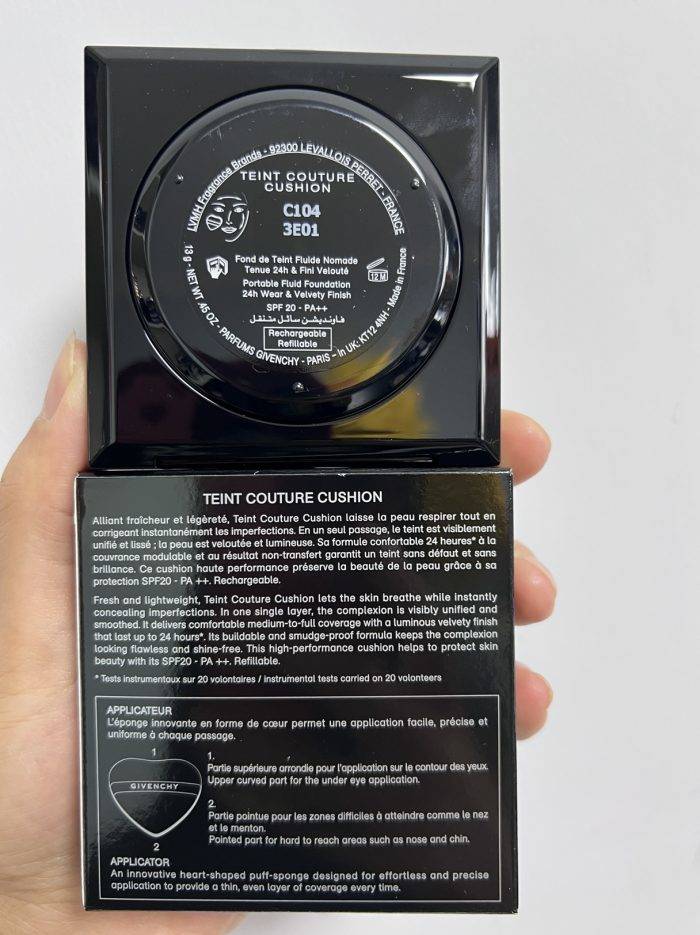 LVMH Fragrance Brands - 92300 LEVALLOIS PERRET - FRANCE
TEINT COUTURE
CUSHION
C104
3E01
Fond de Teint Fluide Nomade
Tenue 24h & Fini Velouté
Portable Fluid Foundation
24h Wear & Velvety Finish
SPF 20 - PA++
فاونديشن سائل متنقل
Rechargeable
Refillable
12 M
13 g - NET WT .45 OZ - PARFUMS GIVENCHY - PARIS - in UK: KT12 4NH - Made in France
TEINT COUTURE CUSHION
Alliant fraîcheur et légèreté, Teint Couture Cushion laisse la peau respirer tout en
corrigeant instantanément les imperfections. En un seul passage, le teint est visiblement
unifié et lissé ; la peau est veloutée et lumineuse. Sa formule confortable 24 heures* à la
couvrance modulable et au résultat non-transfert garantit un teint sans défaut et sans
brillance. Ce cushion haute performance préserve la beauté de la peau grâce à sa
protection SPF20 - PA ++. Rechargeable.
Fresh and lightweight, Teint Couture Cushion lets the skin breathe while instantly
concealing imperfections. In one single layer, the complexion is visibly unified and
smoothed. It delivers comfortable medium-to-full coverage with a luminous velvety finish
that last up to 24 hours*. Its buildable and smudge-proof formula keeps the complexion
looking flawless and shine-free. This high-performance cushion helps to protect skin
beauty with its SPF20 - PA ++. Refillable.
* Tests instrumentaux sur 20 volontaires / instrumental tests carried on 20 volunteers
APPLICATEUR
L'éponge innovante en forme de cœur permet une application facile, précise et
uniforme à chaque passage.
1
GIVENCHY
2
1.
Partie supérieure arrondie pour l'application sur le contour des yeux.
Upper curved part for the under eye application.
2.
Partie pointue pour les zones difficiles à atteindre comme le nez
et le menton.
Pointed part for hard to reach areas such as nose and chin.
APPLICATOR
An innovative heart-shaped puff-sponge designed for effortless and precise
application to provide a thin, even layer of coverage every time.